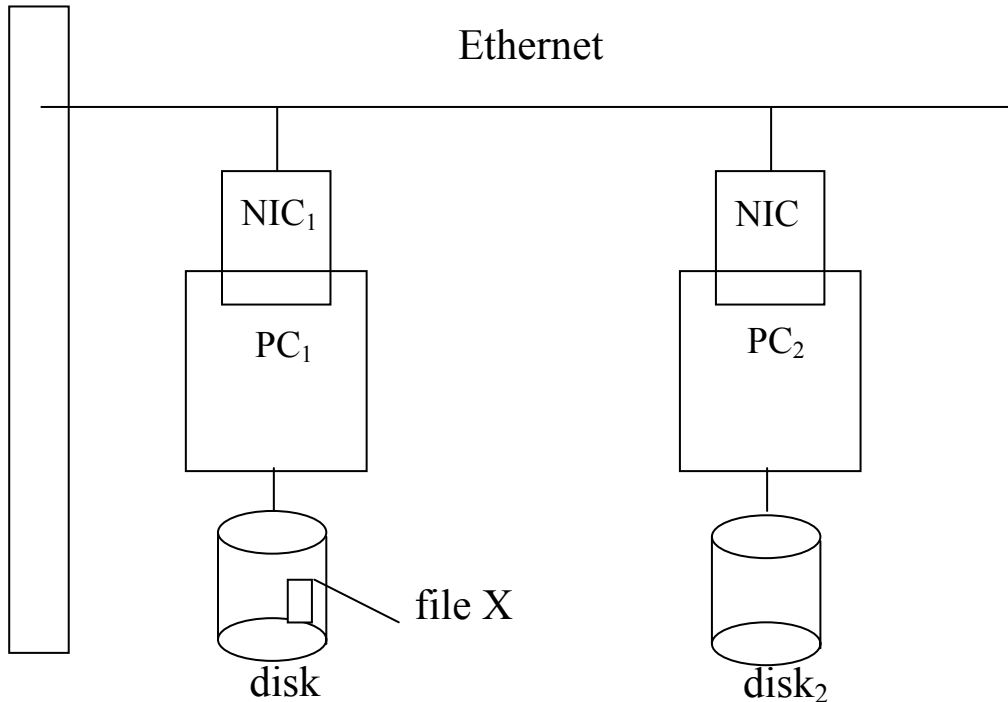 Ethernet
NIC₁
NIC
PC₁
PC₂
file X
disk
disk₂